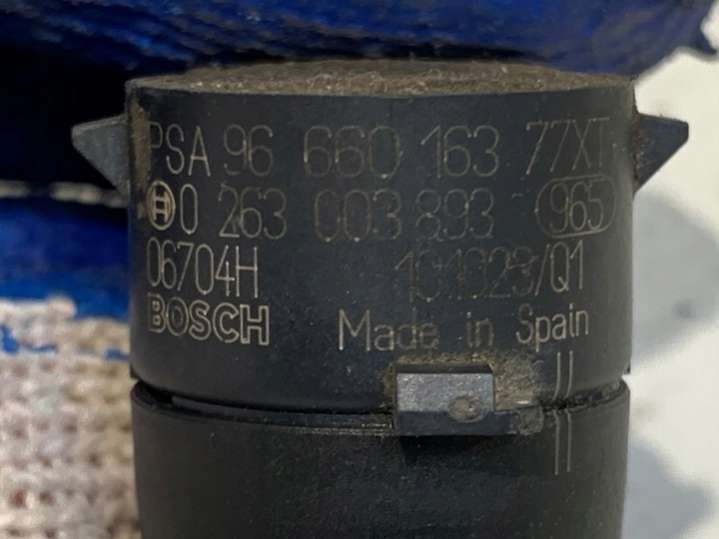 PSA 96 660 163 77XT
0 263 003 893 965
06704H 101023/Q1
BOSCH Made in Spain